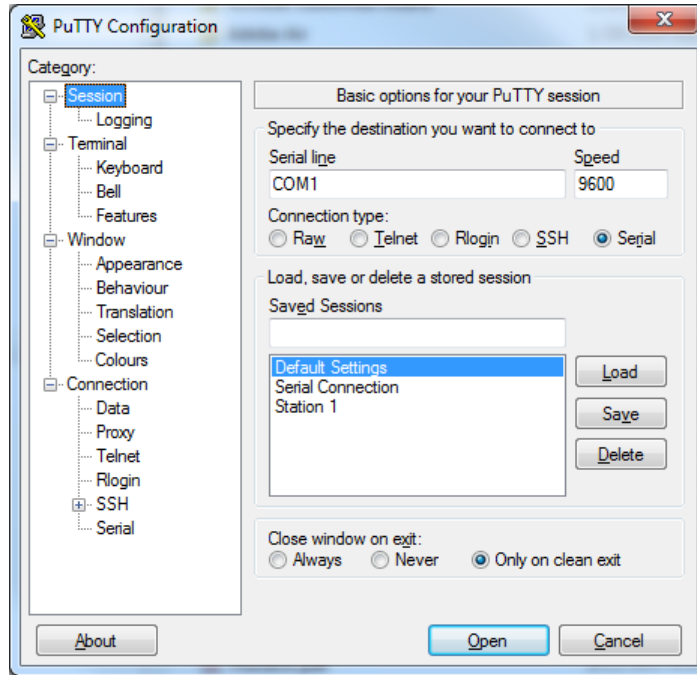 PuTTY Configuration
Category:
Session
Logging
Terminal
Keyboard
Bell
Features
Window
Appearance
Behaviour
Translation
Selection
Colours
Connection
Data
Proxy
Telnet
Rlogin
SSH
Serial
Basic options for your PuTTY session
Specify the destination you want to connect to
Serial line Speed
COM1 9600
Connection type:
Raw Telnet Rlogin SSH Serial
Load, save or delete a stored session
Saved Sessions
Default Settings
Serial Connection
Station 1
Load
Save
Delete
Close window on exit:
Always Never Only on clean exit
About Open Cancel